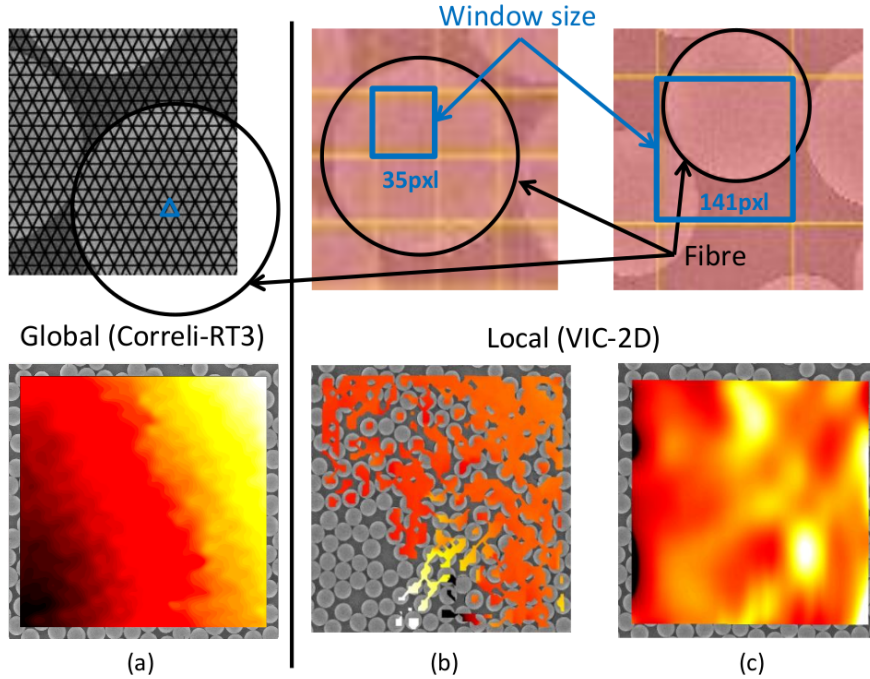 Window size
35pxl
141pxl
Fibre
Global (Correli-RT3)
Local (VIC-2D)
(a)
(b)
(c)